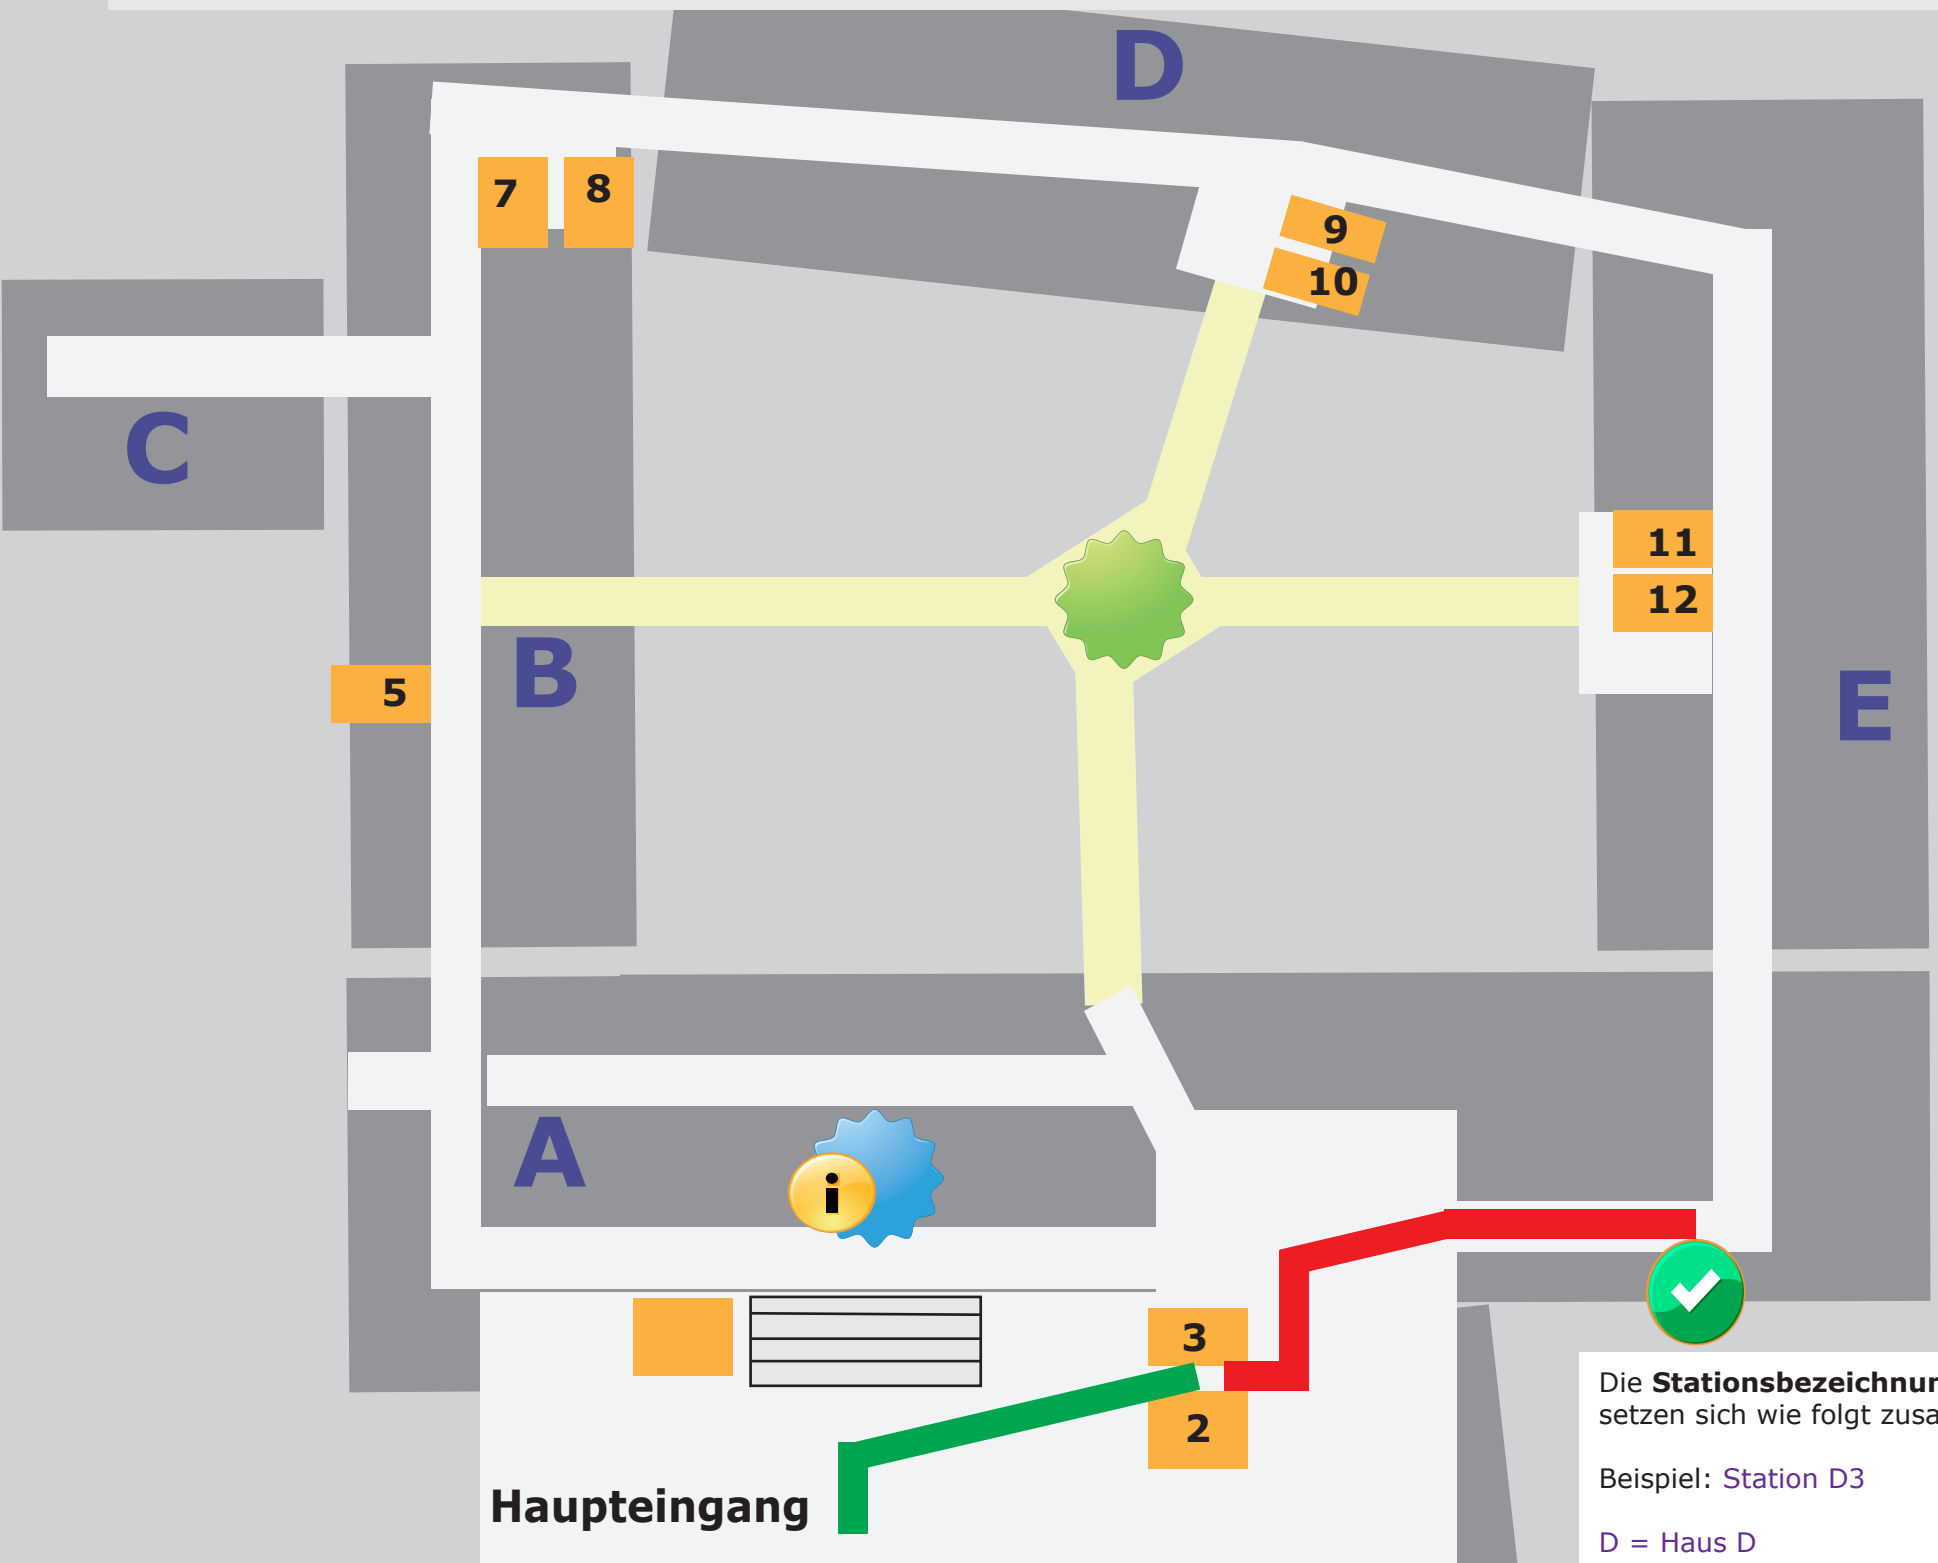 D
7
8
9
10
C
11
12
B
5
E
A
i
3
2
Haupteingang
Die Stationsbezeichnun
setzen sich wie folgt zusa
Beispiel: Station D3
D = Haus D